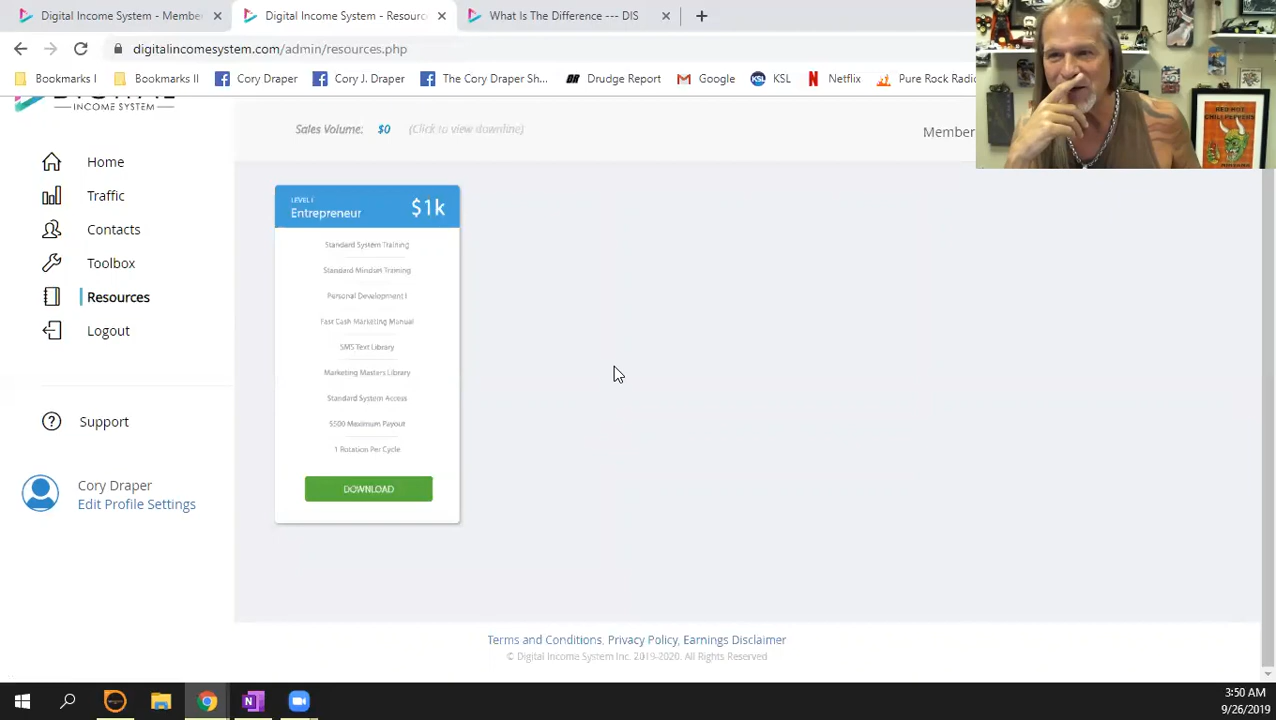 Digital Income System - Member
Digital Income System - Resourc
What Is The Difference --- DIS
digitalincomesystem.com/admin/resources.php
Bookmarks I
Bookmarks II
Cory Draper
Cory J. Draper
The Cory Draper Sh...
Drudge Report
Google
KSL
KSL
Netflix
Pure Rock Radio
INCOME SYSTEM
Sales Volume: $0 (Click to view downline)
Member
RED HOT
CHILI PEPPERS
Home
Traffic
Contacts
Toolbox
Resources
Logout
Support
Cory Draper
Edit Profile Settings
LEVEL I
Entrepreneur
$1k
Standard System Training
Standard Mindset Training
Personal Development I
Fast Cash Marketing Manual
SMS Text Library
Marketing Masters Library
Standard System Access
$500 Maximum Payout
1 Rotation Per Cycle
DOWNLOAD
Terms and Conditions, Privacy Policy, Earnings Disclaimer
© Digital Income System Inc. 2019-2020. All Rights Reserved
3:50 AM
9/26/2019